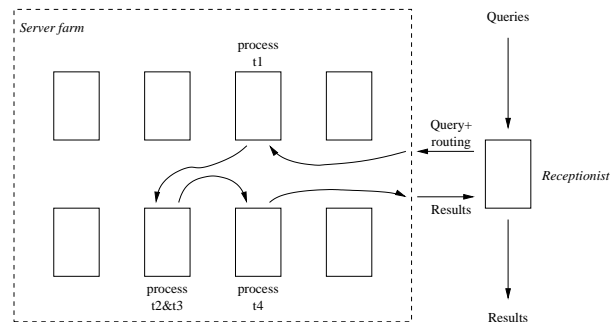 Server farm
process
t1
Queries
Query+
routing
Receptionist
Results
process
t2&t3
process
t4
Results